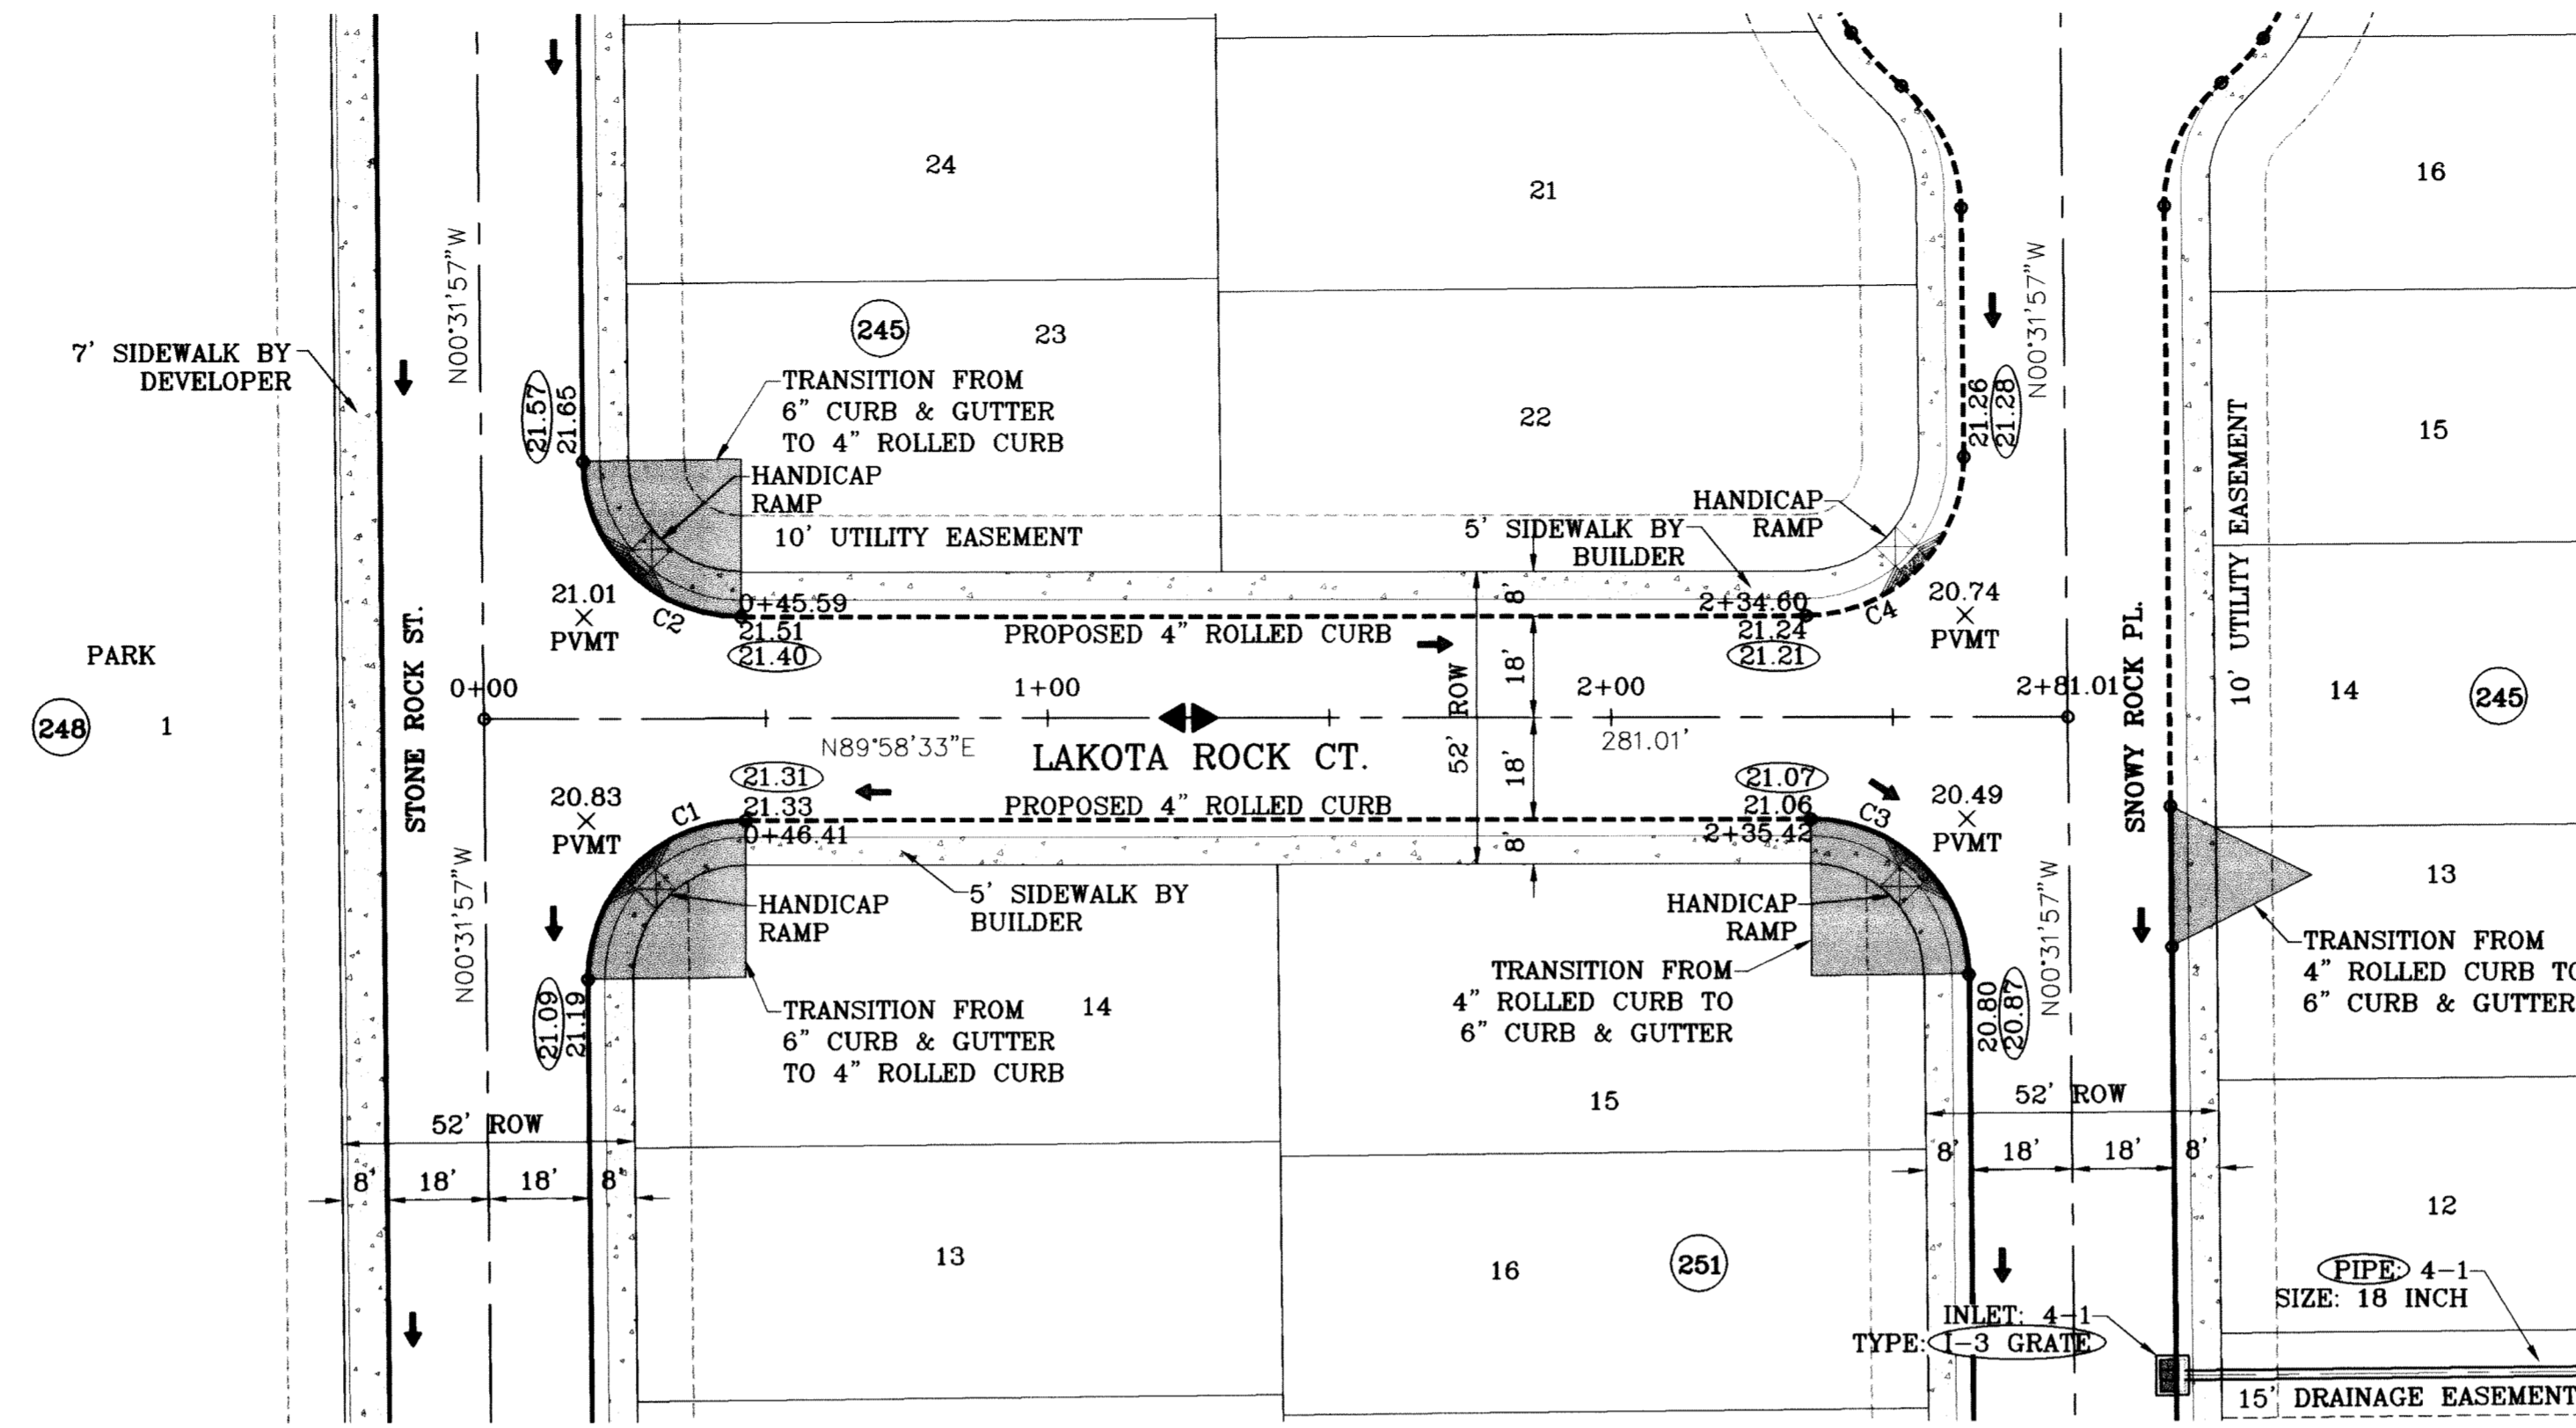 24
21
16
N00°31'57"W
N00°31'57"W
245
23
7' SIDEWALK BY
DEVELOPER
TRANSITION FROM
6" CURB & GUTTER
TO 4" ROLLED CURB
21.57
21.65
22
21.26
21.28
15
10' UTILITY EASEMENT
HANDICAP
RAMP
10' UTILITY EASEMENT
HANDICAP
RAMP
5' SIDEWALK BY
BUILDER
8'
21.01
PVMT
C2
0+45.59
21.51
21.40
PROPOSED 4" ROLLED CURB
2+34.60
21.24
21.21
C4
20.74
PVMT
PARK
248
1
STONE ROCK ST.
0+00
1+00
52' ROW
18'
2+00
2+81.01
SNOWY ROCK PL.
14
245
N89°58'33"E
LAKOTA ROCK CT.
281.01'
18'
21.31
21.33
0+46.41
PROPOSED 4" ROLLED CURB
21.07
21.06
2+35.42
8'
20.83
PVMT
C1
C3
20.49
PVMT
N00°31'57"W
N00°31'57"W
5' SIDEWALK BY
BUILDER
HANDICAP
RAMP
HANDICAP
RAMP
13
TRANSITION FROM
4" ROLLED CURB TO
6" CURB & GUTTER
21.09
21.19
TRANSITION FROM
6" CURB & GUTTER
TO 4" ROLLED CURB
14
TRANSITION FROM
4" ROLLED CURB TO
6" CURB & GUTTER
20.80
20.87
15
52' ROW
8'
18'
18'
8'
52' ROW
8'
18'
18'
8'
13
16
251
12
PIPE: 4-1
SIZE: 18 INCH
INLET: 4-1
TYPE: I-3 GRATE
15' DRAINAGE EASEMENT